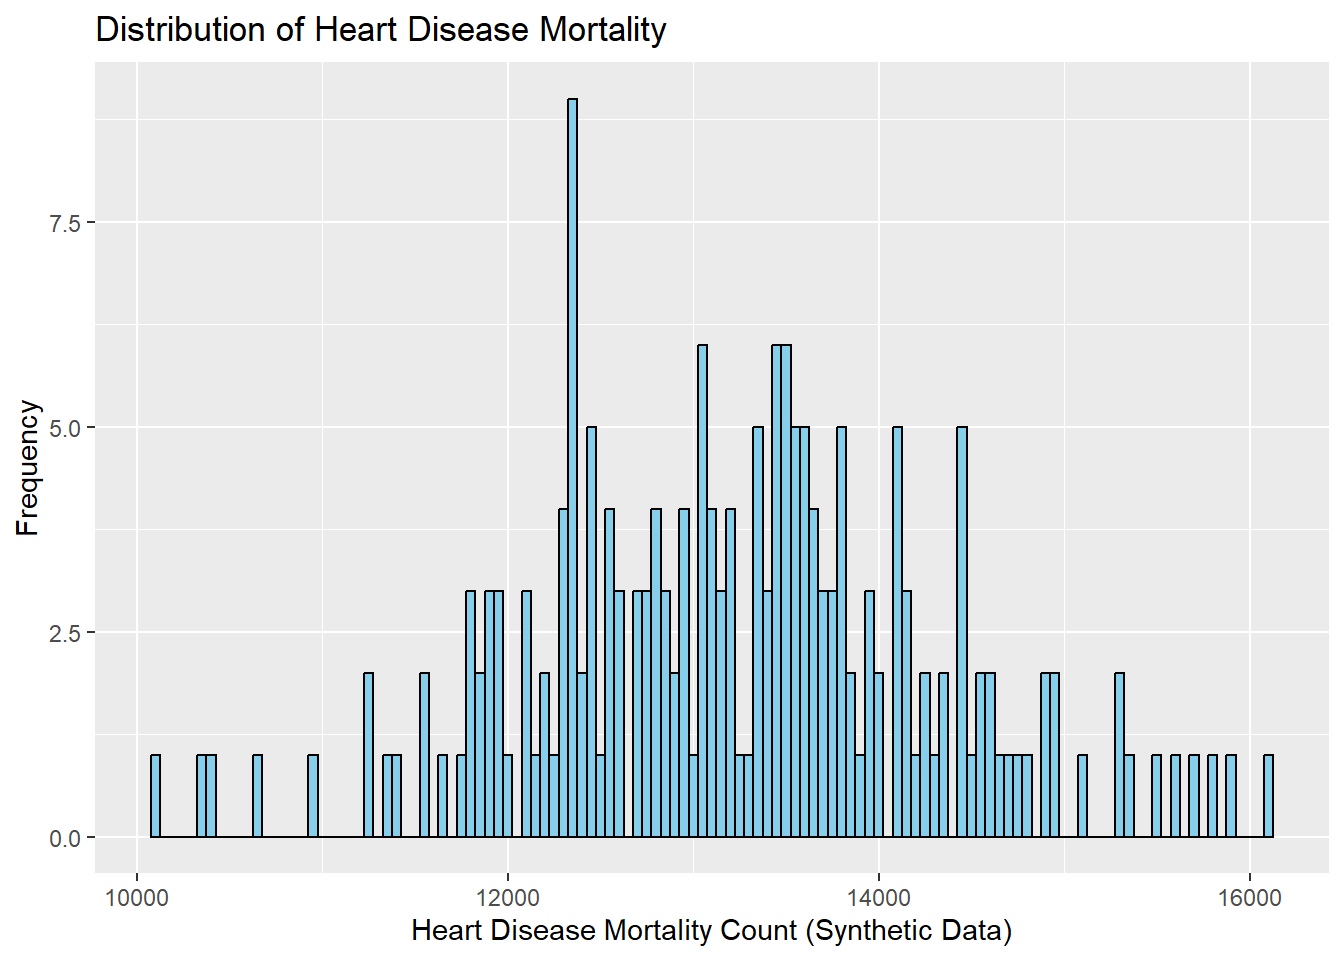 Distribution of Heart Disease Mortality
7.5
5.0
2.5
0.0
Frequency
10000 12000 14000 16000
Heart Disease Mortality Count (Synthetic Data)